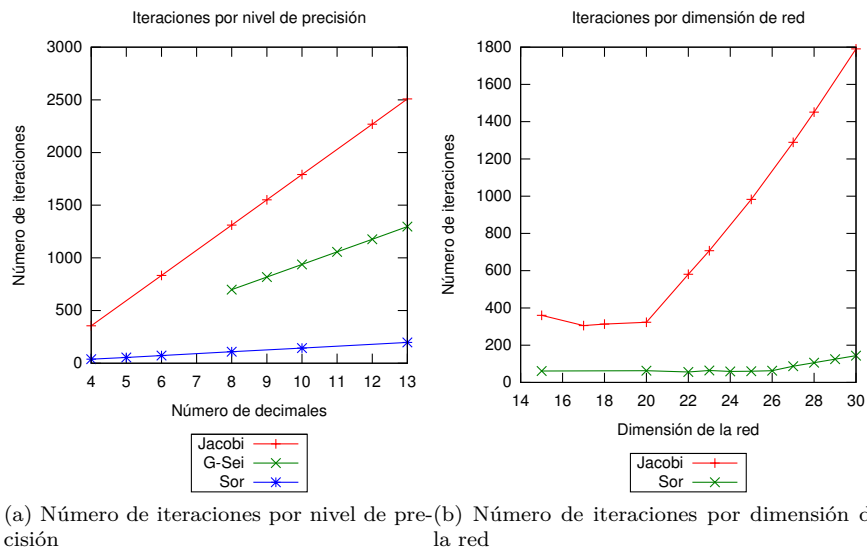 Iteraciones por nivel de precisión
3000
2500
2000
1500
1000
500
0
Número de iteraciones
4 5 6 7 8 9 10 11 12 13
Número de decimales
Jacobi
G-Sei
Sor
(a) Número de iteraciones por nivel de pre-
cisión
Iteraciones por dimensión de red
1800
1600
1400
1200
1000
800
600
400
200
0
Número de iteraciones
14 16 18 20 22 24 26 28 30
Dimensión de la red
Jacobi
Sor
(b) Número de iteraciones por dimensión d
la red